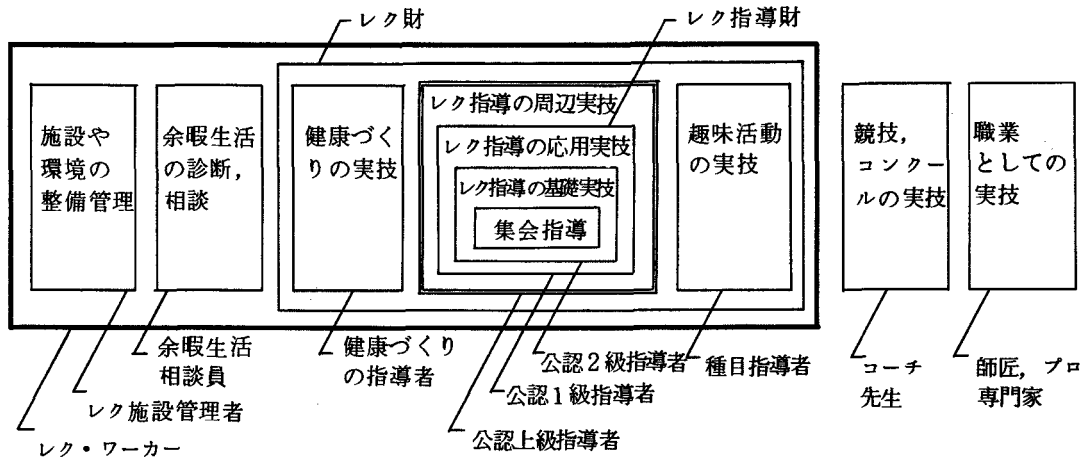 レク財
レク指導財
施設や
環境の
整備管理
余暇生活
の診断,
相談
健康づく
りの実技
レク指導の周辺実技
レク指導の応用実技
レク指導の基礎実技
集会指導
趣味活動
の実技
競技,
コンクー
ルの実技
職業
としての
実技
余暇生活
相談員
レク施設管理者
レク・ワーカー
健康づくり
の指導者
公認2級指導者
公認1級指導者
公認上級指導者
種目指導者
コーチ
先生
師匠, プロ
専門家